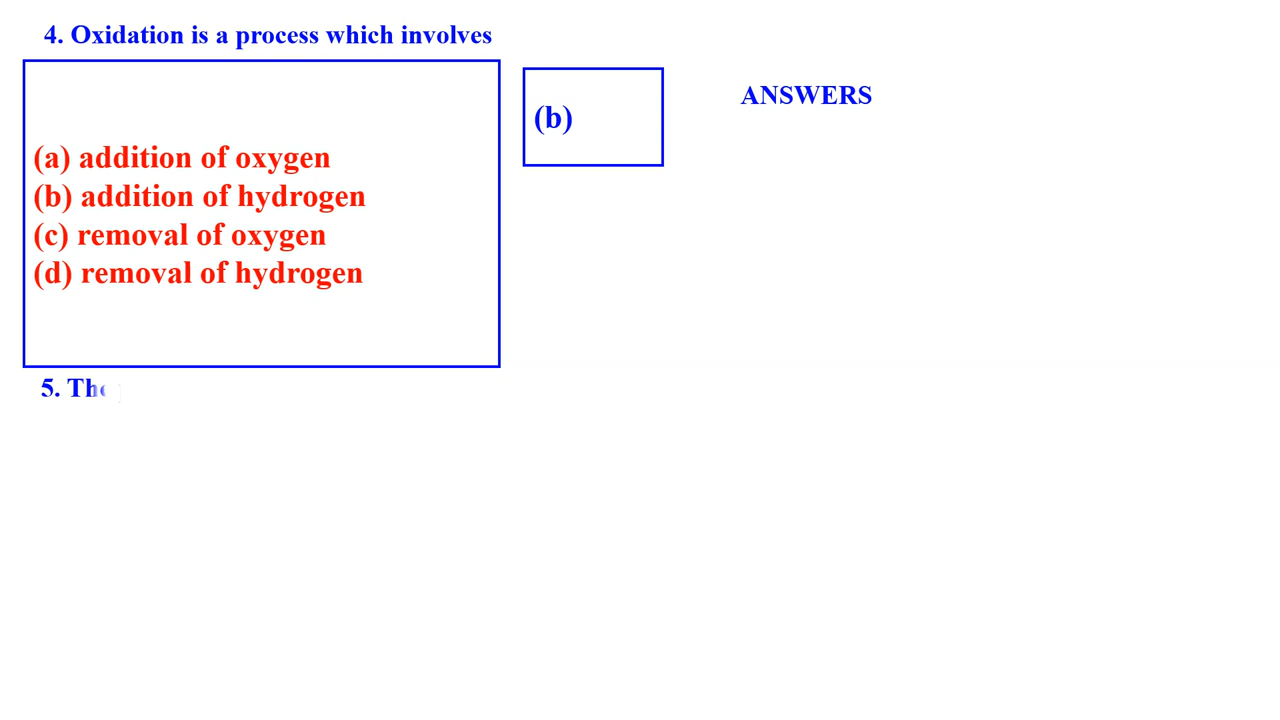 4. Oxidation is a process which involves
(a) addition of oxygen
(b) addition of hydrogen
(c) removal of oxygen
(d) removal of hydrogen
(b)
ANSWERS
5. The